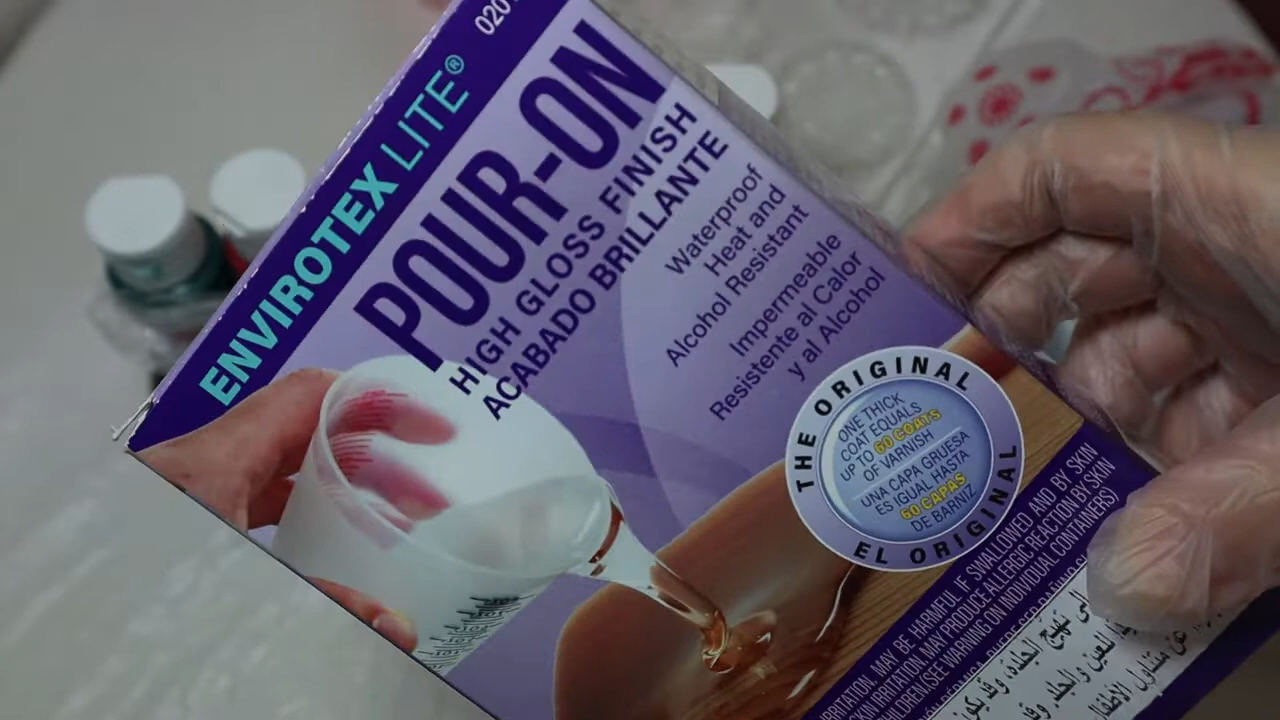 ENVIROTEX LITE®
POUR-ON
HIGH GLOSS FINISH
ACABADO BRILLANTE
Waterproof
Heat and
Alcohol Resistant
Impermeable
Resistente al Calor
y al Alcohol
THE ORIGINAL
ONE THICK
COAT EQUALS
UP TO 60 COATS
OF VARNISH
UNA CAPA GRUESA
ES IGUAL HASTA
60 CAPAS
DE BARNIZ
EL ORIGINAL
IRRITATION. MAY BE HARMFUL IF SWALLOWED AND BY SKIN
SKIN IRRITATION. MAY PRODUCE ALLERGIC REACTION BY SKIN
CHILDREN. (SEE WARNING ON INDIVIDUAL CONTAINERS)